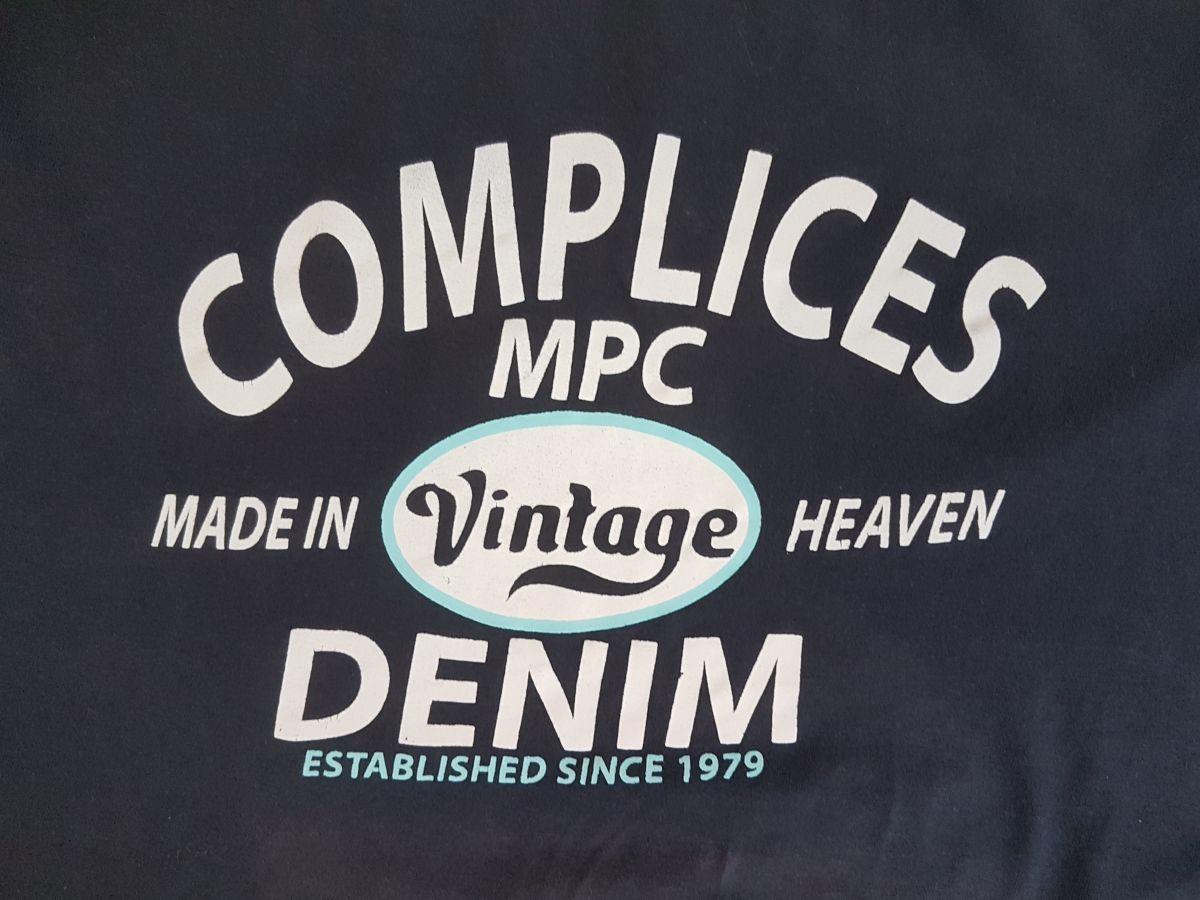 COMPLICES
MPC
MADE IN Vintage HEAVEN
DENIM
ESTABLISHED SINCE 1979